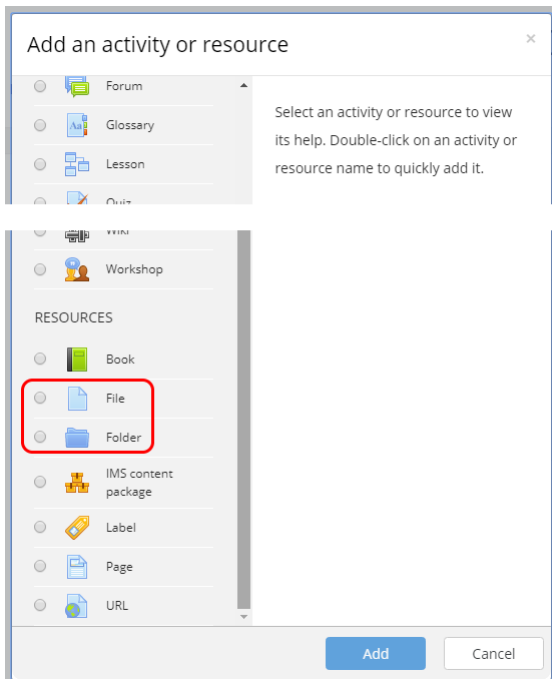 Add an activity or resource
×
Forum
Glossary
Lesson
Quiz
Wiki
Workshop
RESOURCES
Book
File
Folder
IMS content
package
Label
Page
URL
Select an activity or resource to view
its help. Double-click on an activity or
resource name to quickly add it.
Add
Cancel